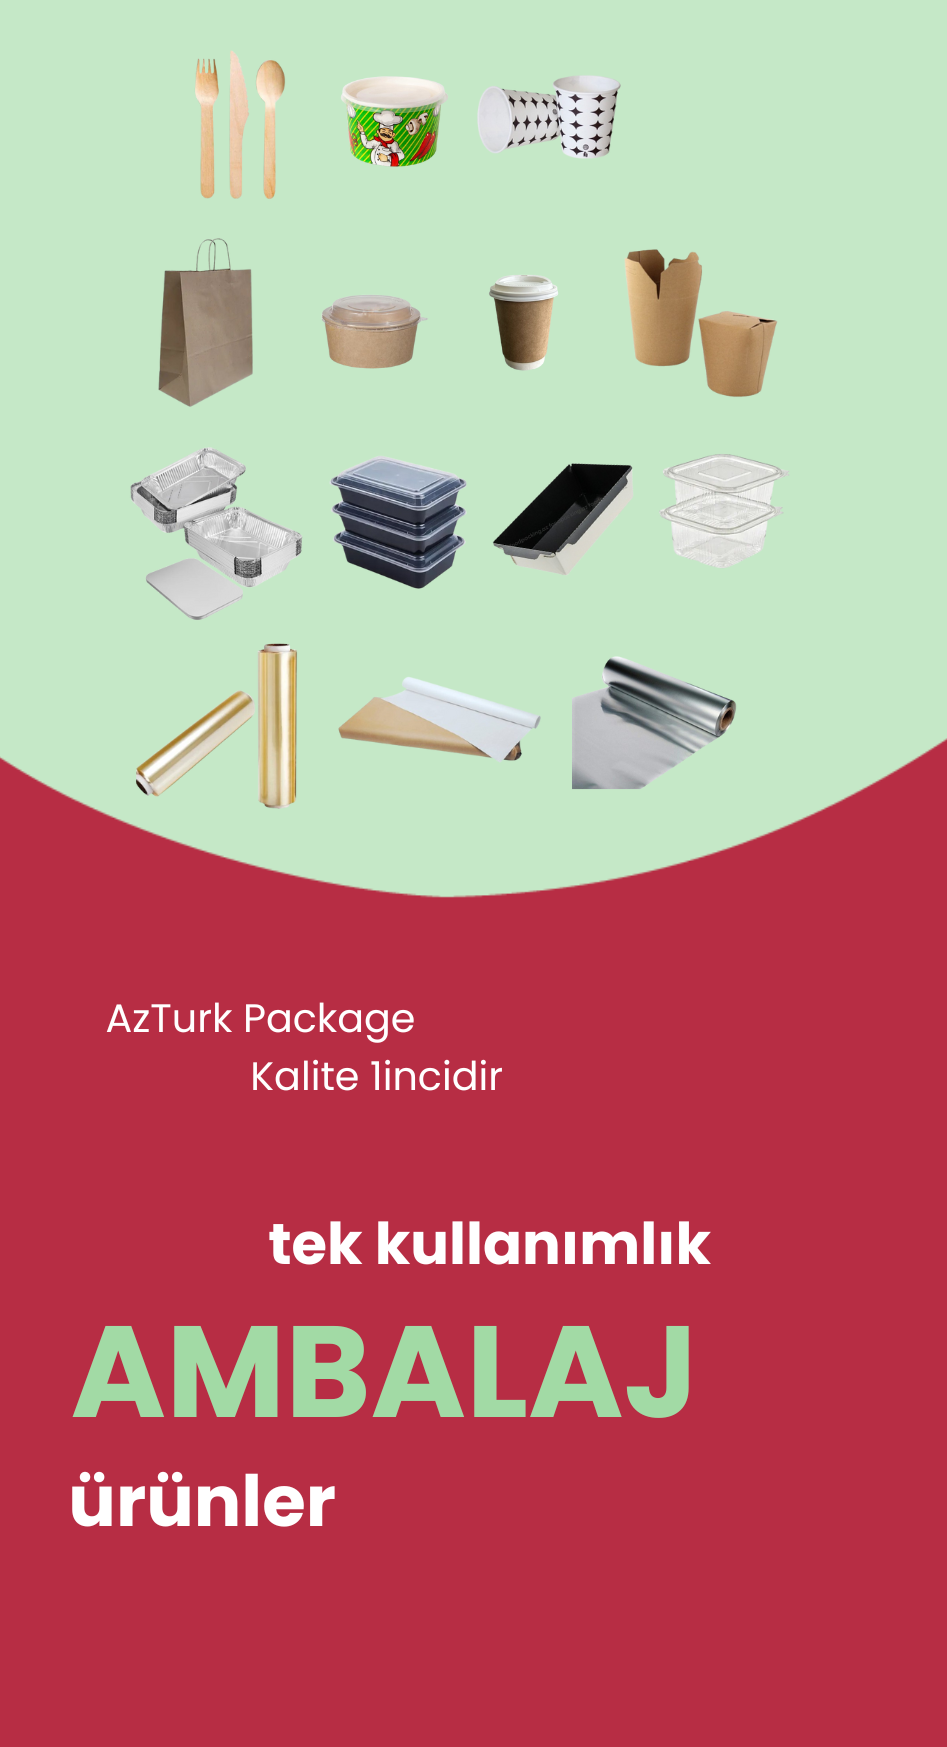 AzTurk Package
Kalite 1incidir
tek kullanımlık
AMBALAJ
ürünler